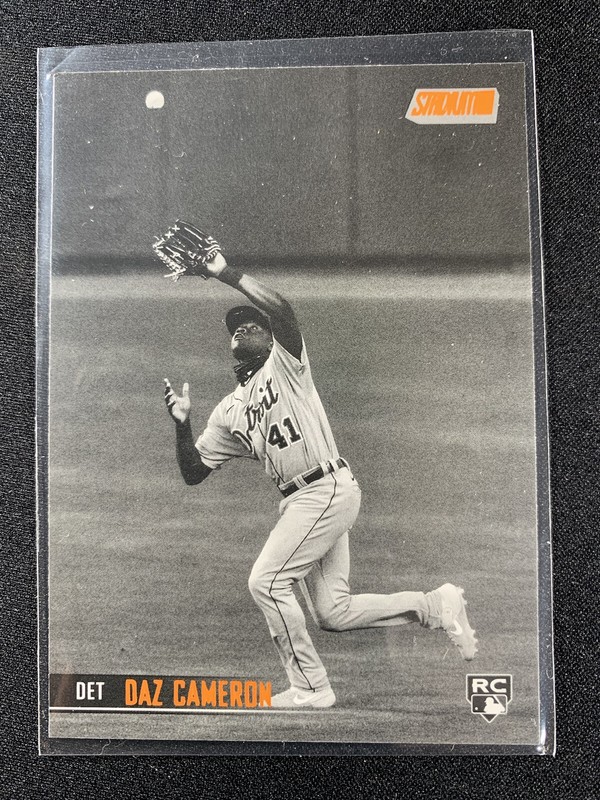 STADIUM
Detroit
41
DET DAZ CAMERON
RC